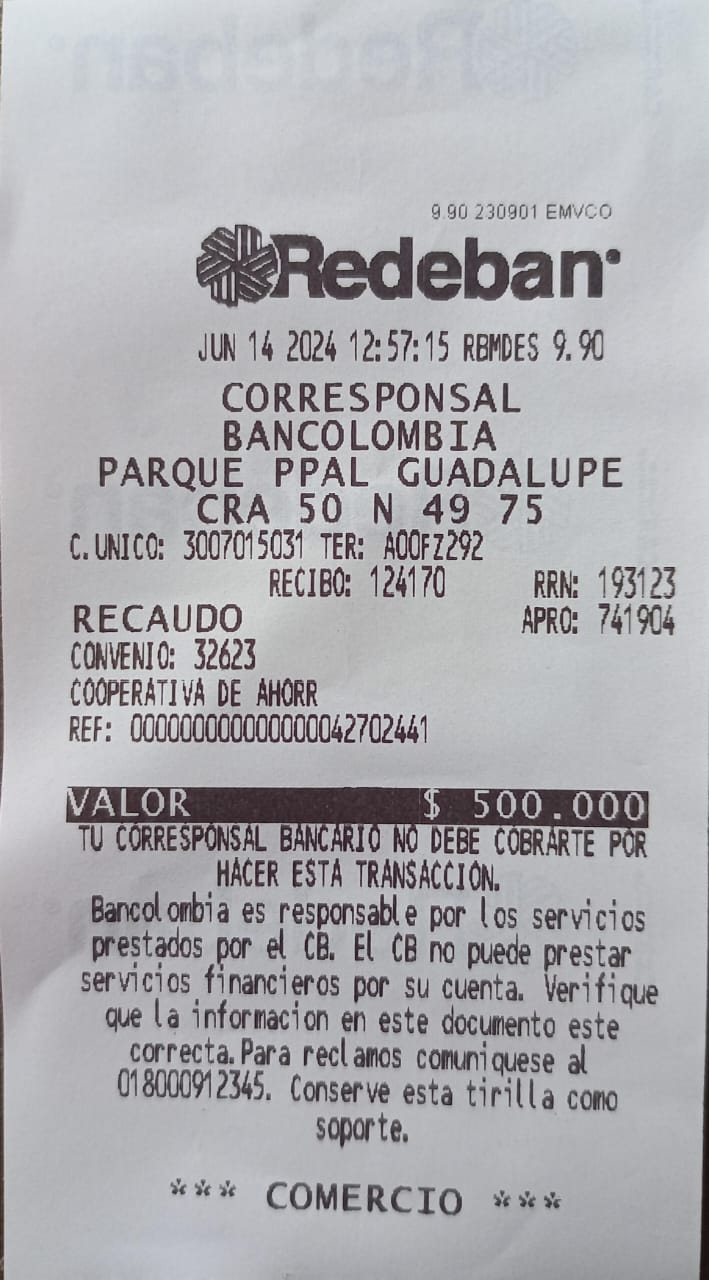 9.90 230901 EMVCO
Redeban
JUN 14 2024 12:57:15 RBMDES 9.90
CORRESPONSAL
BANCOLOMBIA
PARQUE PPAL GUADALUPE
CRA 50 N 49 75
C.UNICO: 3007015031 TER: A00FZ292
RECIBO: 124170 RRN: 193123
RECAUDO APRO: 741904
CONVENIO: 32623
COOPERATIVA DE AHORR
REF: 000000000000000042702441
VALOR $ 500.000
TU CORRESPONSAL BANCARIO NO DEBE COBRARTE POR
HACER ESTA TRANSACCIÓN.
Bancolombia es responsable por los servicios
prestados por el CB. El CB no puede prestar
servicios financieros por su cuenta. Verifique
que la informacion en este documento este
correcta.Para reclamos comuniquese al
018000912345. Conserve esta tirilla como
soporte.
*** COMERCIO ***